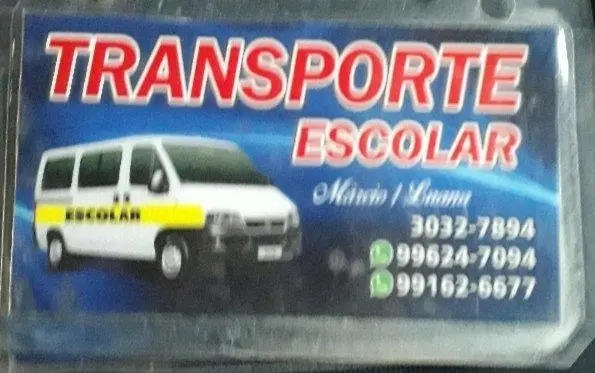 TRANSPORTE
ESCOLAR
Márcio / Luana
3032-7894
99624-7094
99162-6677
ESCOLAR